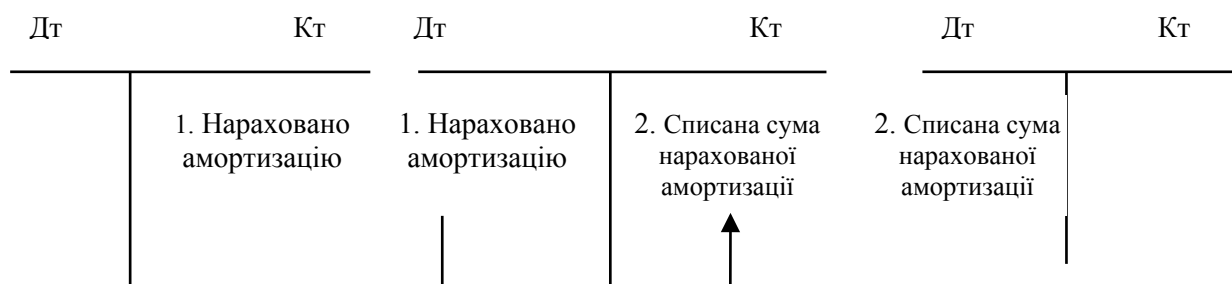 Дт Кт Дт Кт Дт Кт
1. Нараховано
амортизацію
1. Нараховано
амортизацію
2. Списана сума
нарахованої
амортизації
2. Списана сума
нарахованої
амортизації